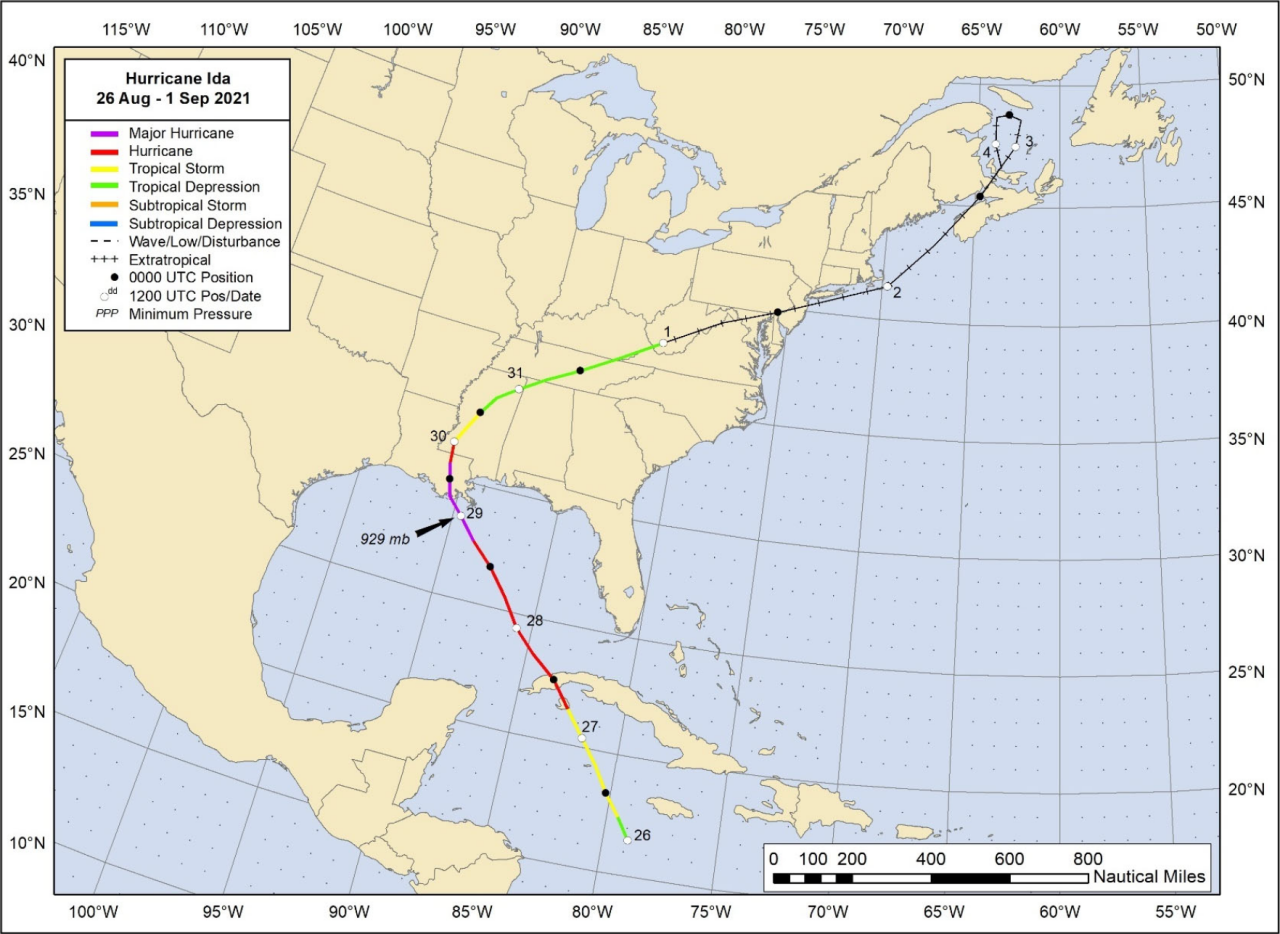 115°W 110°W 105°W 100°W 95°W 90°W 85°W 80°W 75°W 70°W 65°W 60°W 55°W 50°W
40°N
35°N
30°N
25°N
20°N
15°N
10°N
Hurricane Ida
26 Aug - 1 Sep 2021
Major Hurricane
Hurricane
Tropical Storm
Tropical Depression
Subtropical Storm
Subtropical Depression
Wave/Low/Disturbance
Extratropical
0000 UTC Position
dd 1200 UTC Pos/Date
PPP Minimum Pressure
3
4
2
1
31
30
29
929 mb
28
27
26
50°N
45°N
40°N
35°N
30°N
25°N
20°N
0 100 200 400 600 800
Nautical Miles
100°W 95°W 90°W 85°W 80°W 75°W 70°W 65°W 60°W 55°W